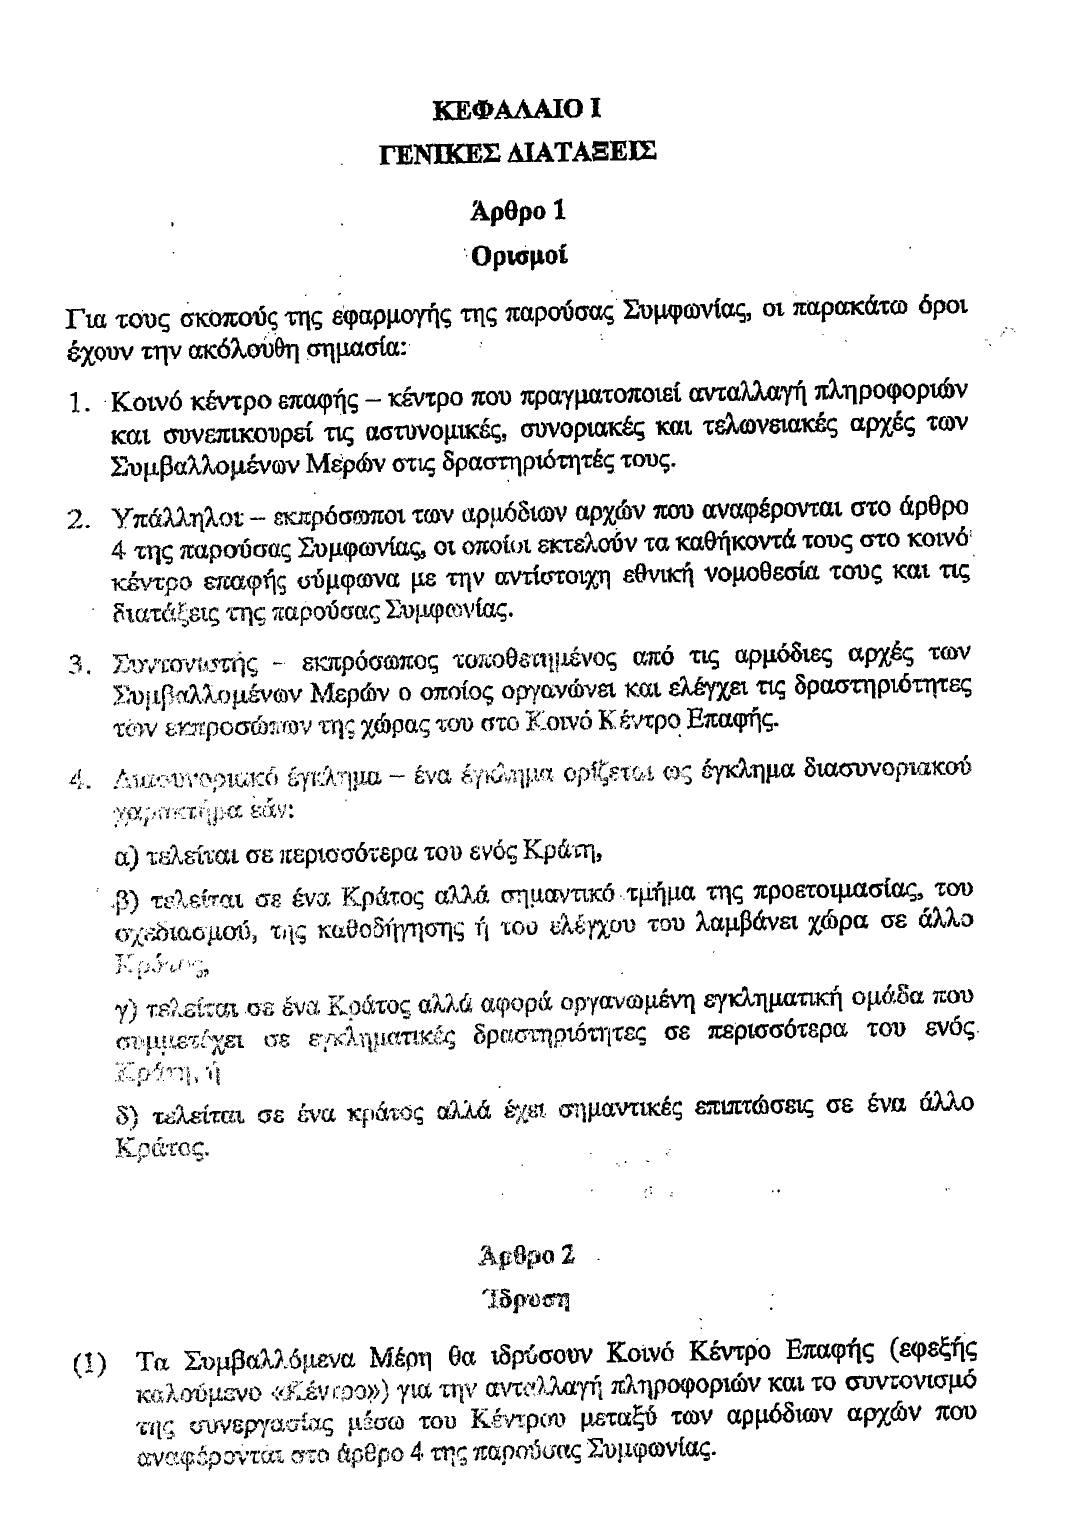 ΚΕΦΑΛΑΙΟ Ι
ΓΕΝΙΚΕΣ ΔΙΑΤΑΞΕΙΣ
Άρθρο 1
Ορισμοί
Για τους σκοπούς της εφαρμογής της παρούσας Συμφωνίας, οι παρακάτω όροι
έχουν την ακόλουθη σημασία:
1. Κοινό κέντρο επαφής – κέντρο που πραγματοποιεί ανταλλαγή πληροφοριών
και συνεπικουρεί τις αστυνομικές, συνοριακές και τελωνειακές αρχές των
Συμβαλλομένων Μερών στις δραστηριότητές τους.
2. Υπάλληλοι – εκπρόσωποι των αρμόδιων αρχών που αναφέρονται στο άρθρο
4 της παρούσας Συμφωνίας, οι οποίοι εκτελούν τα καθήκοντά τους στο κοινό
κέντρο επαφής σύμφωνα με την αντίστοιχη εθνική νομοθεσία τους και τις
διατάξεις της παρούσας Συμφωνίας.
3. Συντονιστής – εκπρόσωπος τοποθετημένος από τις αρμόδιες αρχές των
Συμβαλλομένων Μερών ο οποίος οργανώνει και ελέγχει τις δραστηριότητες
των εκπροσώπων της χώρας του στο Κοινό Κέντρο Επαφής.
4. Διασυνοριακό έγκλημα – ένα έγκλημα ορίζεται ως έγκλημα διασυνοριακού
χαρακτήρα εάν:
α) τελείται σε περισσότερα του ενός Κράτη,
β) τελείται σε ένα Κράτος αλλά σημαντικό τμήμα της προετοιμασίας, του
σχεδιασμού, της καθοδήγησης ή του ελέγχου του λαμβάνει χώρα σε άλλο
Κράτος,
γ) τελείται σε ένα Κράτος αλλά αφορά οργανωμένη εγκληματική ομάδα που
συμμετέχει σε εγκληματικές δραστηριότητες σε περισσότερα του ενός
Κράτη, ή
δ) τελείται σε ένα κράτος αλλά έχει σημαντικές επιπτώσεις σε ένα άλλο
Κράτος.
Άρθρο 2
Ίδρυση
(1) Τα Συμβαλλόμενα Μέρη θα ιδρύσουν Κοινό Κέντρο Επαφής (εφεξής
καλούμενο «Κέντρο») για την ανταλλαγή πληροφοριών και το συντονισμό
της συνεργασίας μέσω του Κέντρου μεταξύ των αρμόδιων αρχών που
αναφέρονται στο άρθρο 4 της παρούσας Συμφωνίας.